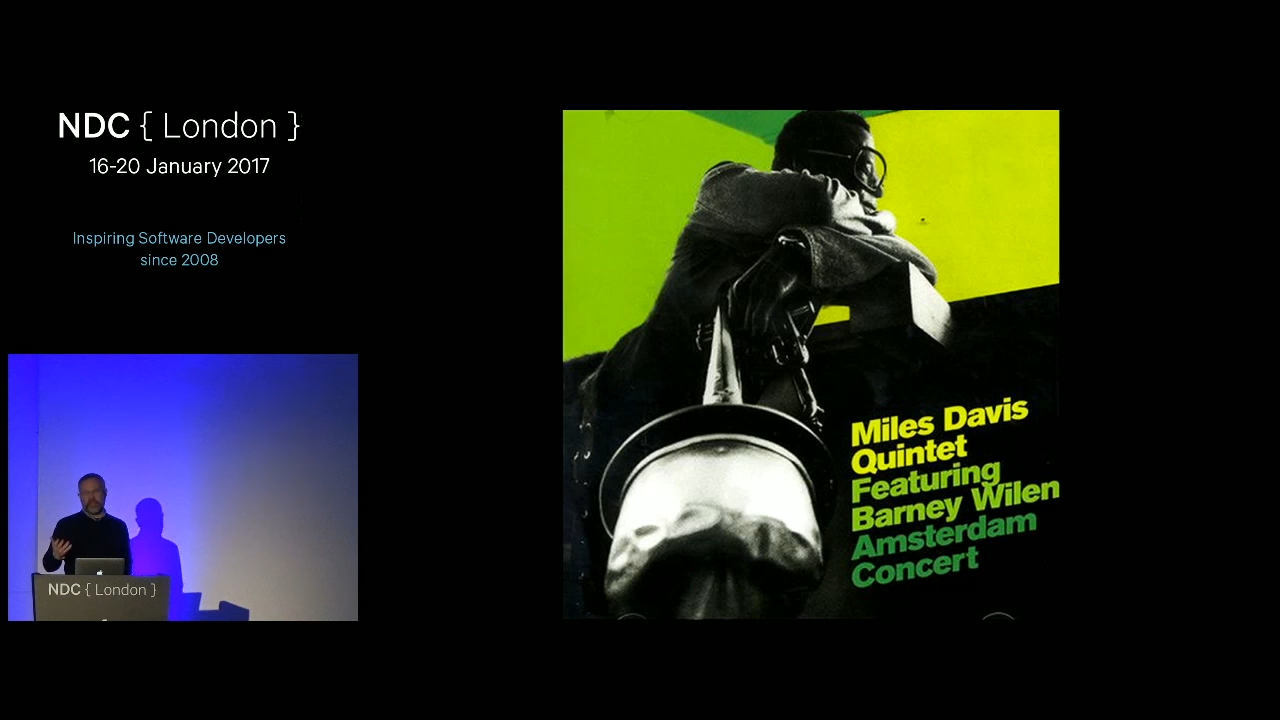 NDC { London }
16-20 January 2017
Inspiring Software Developers
since 2008
NDC { London }
Miles Davis
Quintet
Featuring
Barney Wilen
Amsterdam
Concert